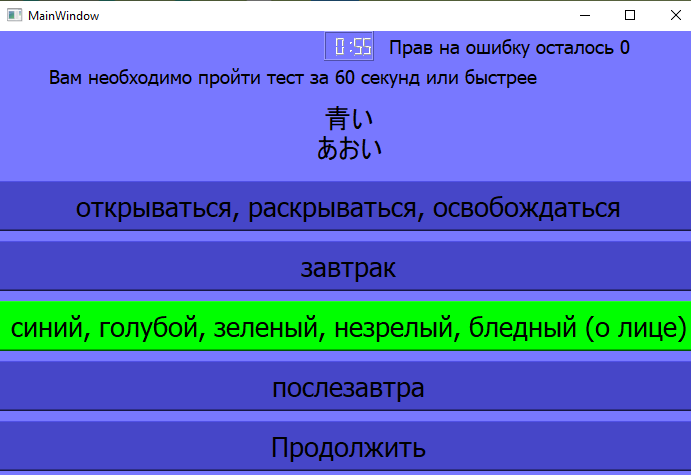 MainWindow
0:55 Прав на ошибку осталось 0
Вам необходимо пройти тест за 60 секунд или быстрее
青い
あおい
открываться, раскрываться, освобождаться
завтрак
синий, голубой, зеленый, незрелый, бледный (о лице)
послезавтра
Продолжить